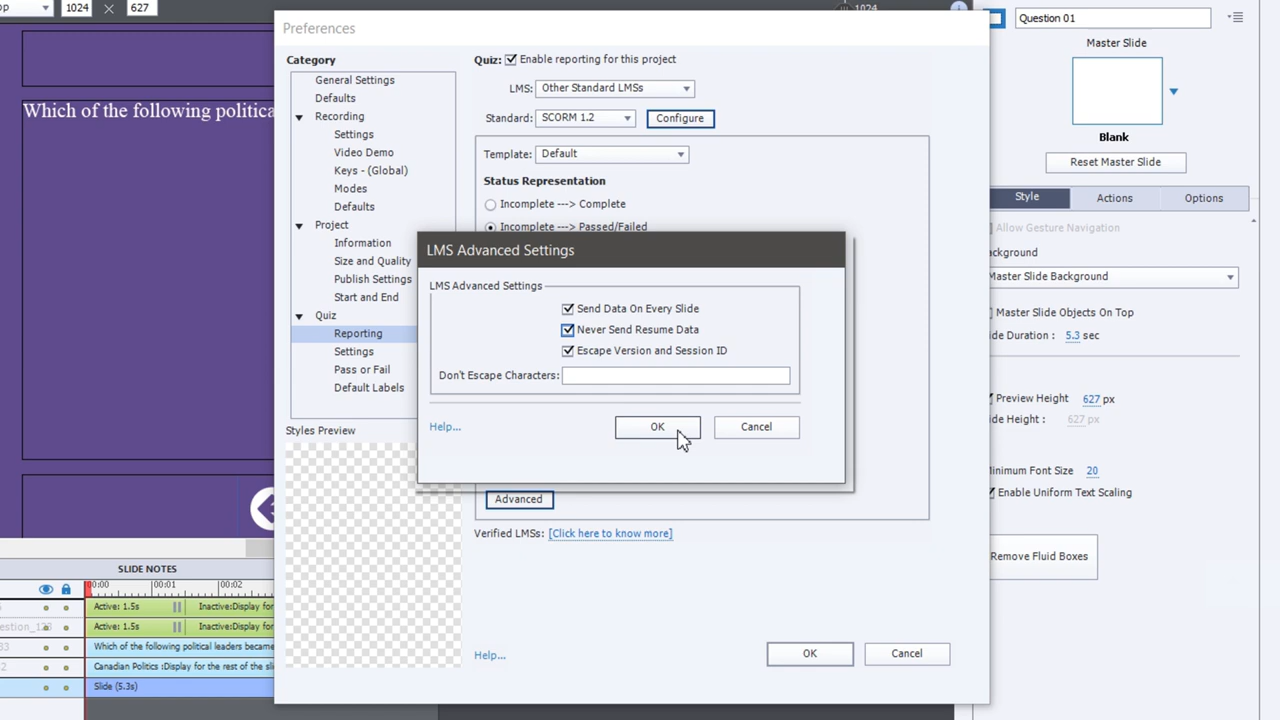 op
1024
627
1024
Question 01
Preferences
Master Slide
Blank
Reset Master Slide
Style
Actions
Options
Allow Gesture Navigation
ackground
Master Slide Background
Master Slide Objects On Top
ide Duration : 5.3 sec
Preview Height 627 px
ide Height : 627 px
inimum Font Size 20
Enable Uniform Text Scaling
Remove Fluid Boxes
Category
General Settings
Defaults
Recording
Settings
Video Demo
Keys - (Global)
Modes
Defaults
Project
Information
Size and Quality
Publish Settings
Start and End
Quiz
Reporting
Settings
Pass or Fail
Default Labels
Styles Preview
Quiz: Enable reporting for this project
LMS: Other Standard LMSs
Standard: SCORM 1.2 Configure
Template: Default
Status Representation
Incomplete ---> Complete
Incomplete ---> Passed/Failed
LMS Advanced Settings
LMS Advanced Settings
Send Data On Every Slide
Never Send Resume Data
Escape Version and Session ID
Don't Escape Characters:
Help...
OK
Cancel
Advanced
Verified LMSs: [Click here to know more]
Help...
OK
Cancel
Which of the following politica
SLIDE NOTES
00:00 00:01 00:02
Active: 1.5s Inactive:Display for
Active: 1.5s Inactive:Display for
33 Which of the following political leaders became
2 Canadian Politics :Display for the rest of the sli
Slide (5.3s)